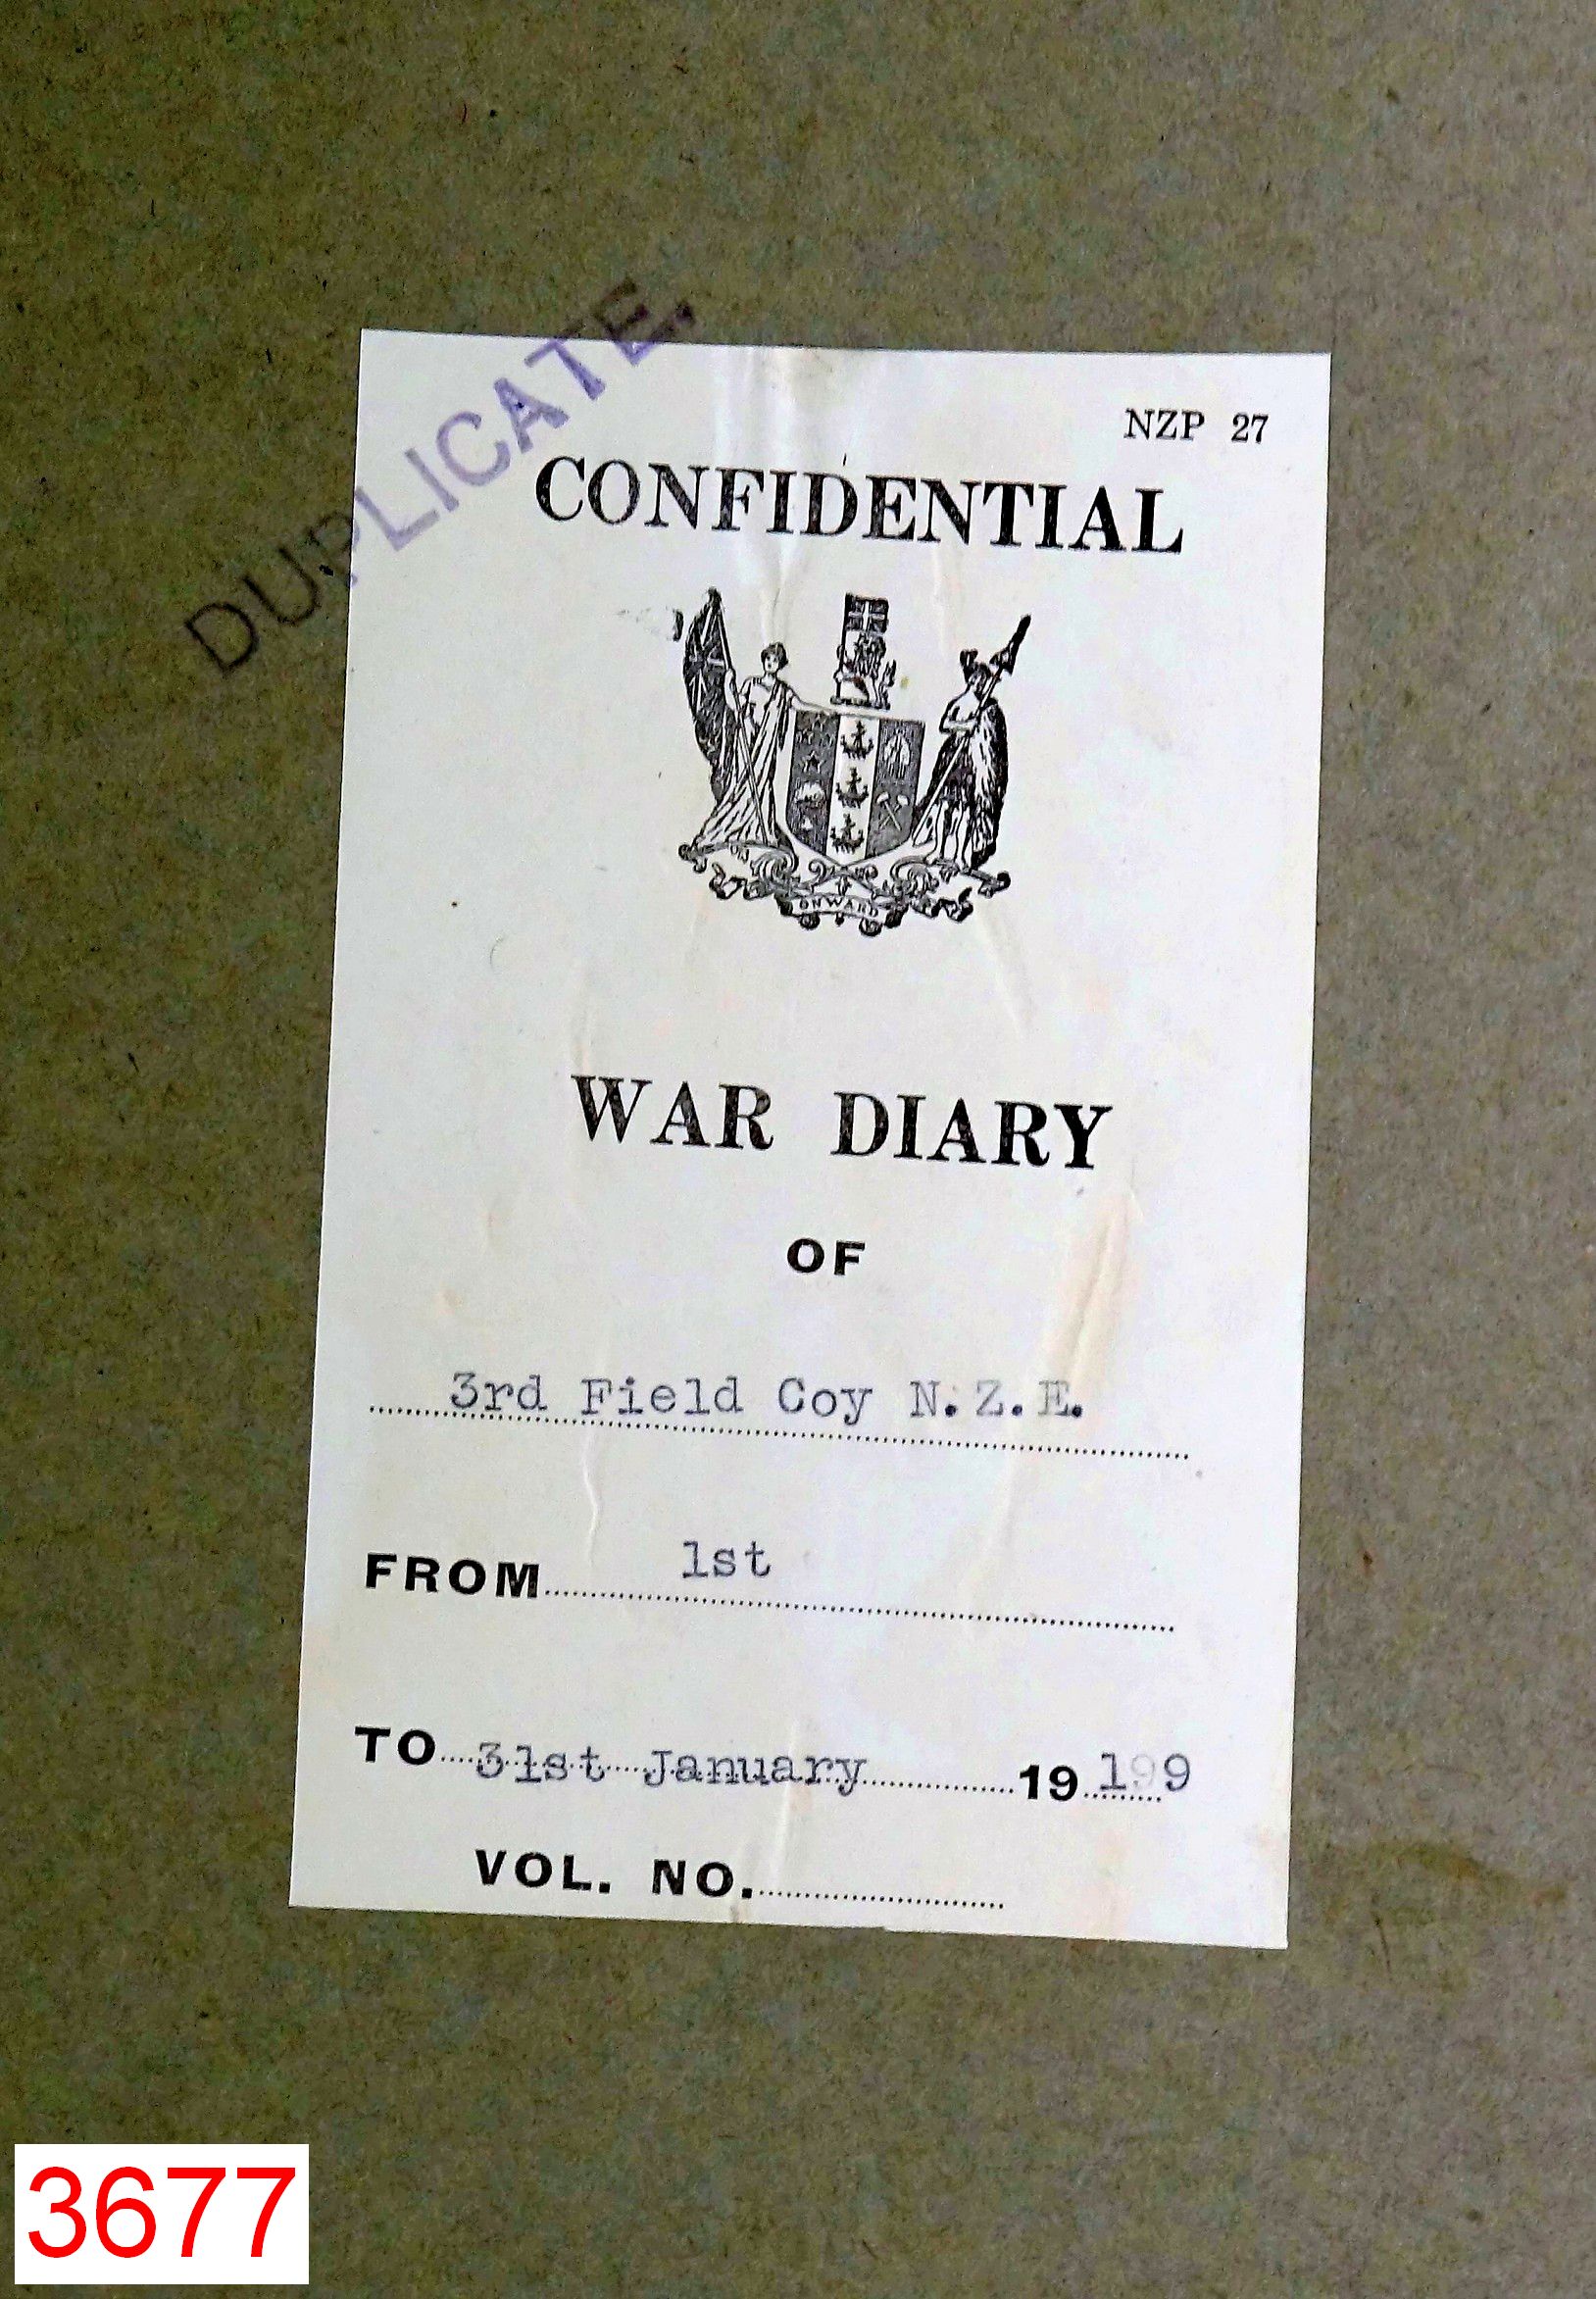 DUPLICATE.
NZP 27
CONFIDENTIAL
ONWARD
WAR DIARY
OF
3rd Field Coy N.Z.E.
FROM 1st
TO 31st January 19 199
VOL. NO.
3677